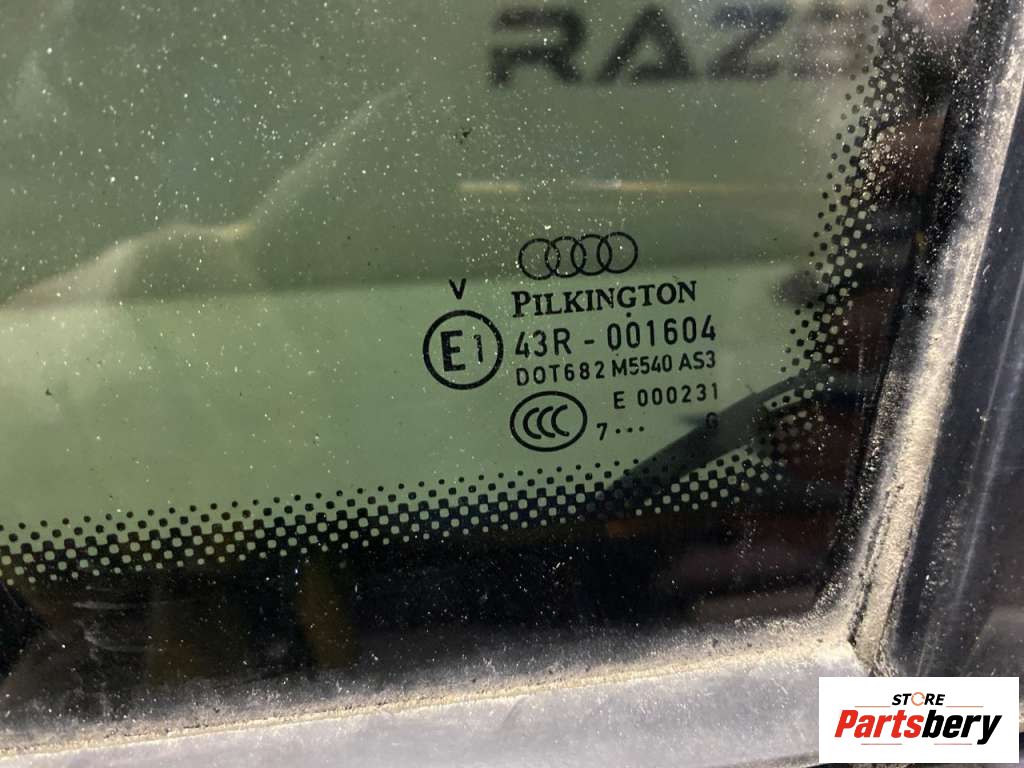 RAZ
V
PILKINGTON
E1 43R - 001604
DOT682 M5540 AS3
E 000231
CCC 7··· G
STORE
Partsbery